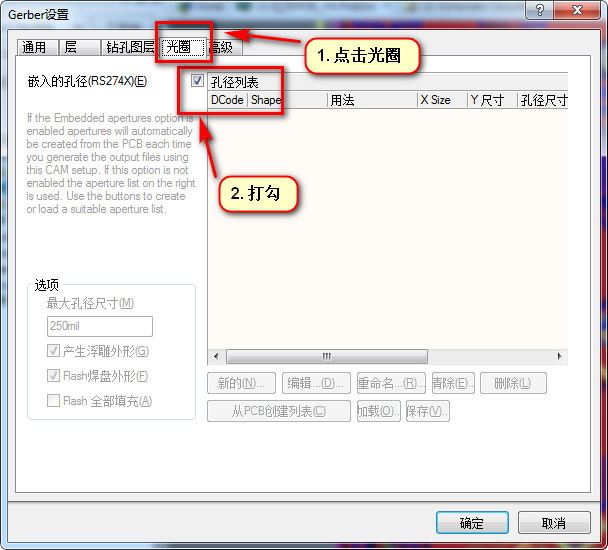 Gerber设置
通用
层
钻孔图层
光圈
高级
1. 点击光圈
嵌入的孔径(RS274X)(E)
孔径列表
DCode
Shape
用法
X Size
Y 尺寸
孔径尺寸
If the Embedded apertures option is
enabled apertures will automatically
be created from the PCB each time
you generate the output files using
this CAM setup. If this option is not
enabled the aperture list on the right
is used. Use the buttons to create
or load a suitable aperture list.
2. 打勾
选项
最大孔径尺寸(M)
250mil
产生浮雕外形(G)
Flash焊盘外形(F)
Flash 全部填充(A)
新的(N)...
编辑...(D)...
重命名...(R)...
青除(E)..
删除(L)
从PCB创建列表(C)
加载(O)..
保存(V)..
确定
取消